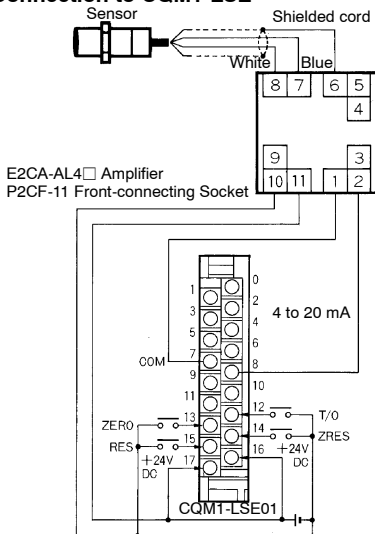 Connection to CQM1-LSE
Sensor
Shielded cord
White
Blue
8 7 6 5
4
9 3
10 11 1 2
E2CA-AL4□ Amplifier
P2CF-11 Front-connecting Socket
4 to 20 mA
0
1
2
3
4
5
6
COM 7
8
9
10
11
12 T/O
ZERO 13
14 ZRES
RES 15
16 +24V
DC
+24V 17
DC
CQM1-LSE01